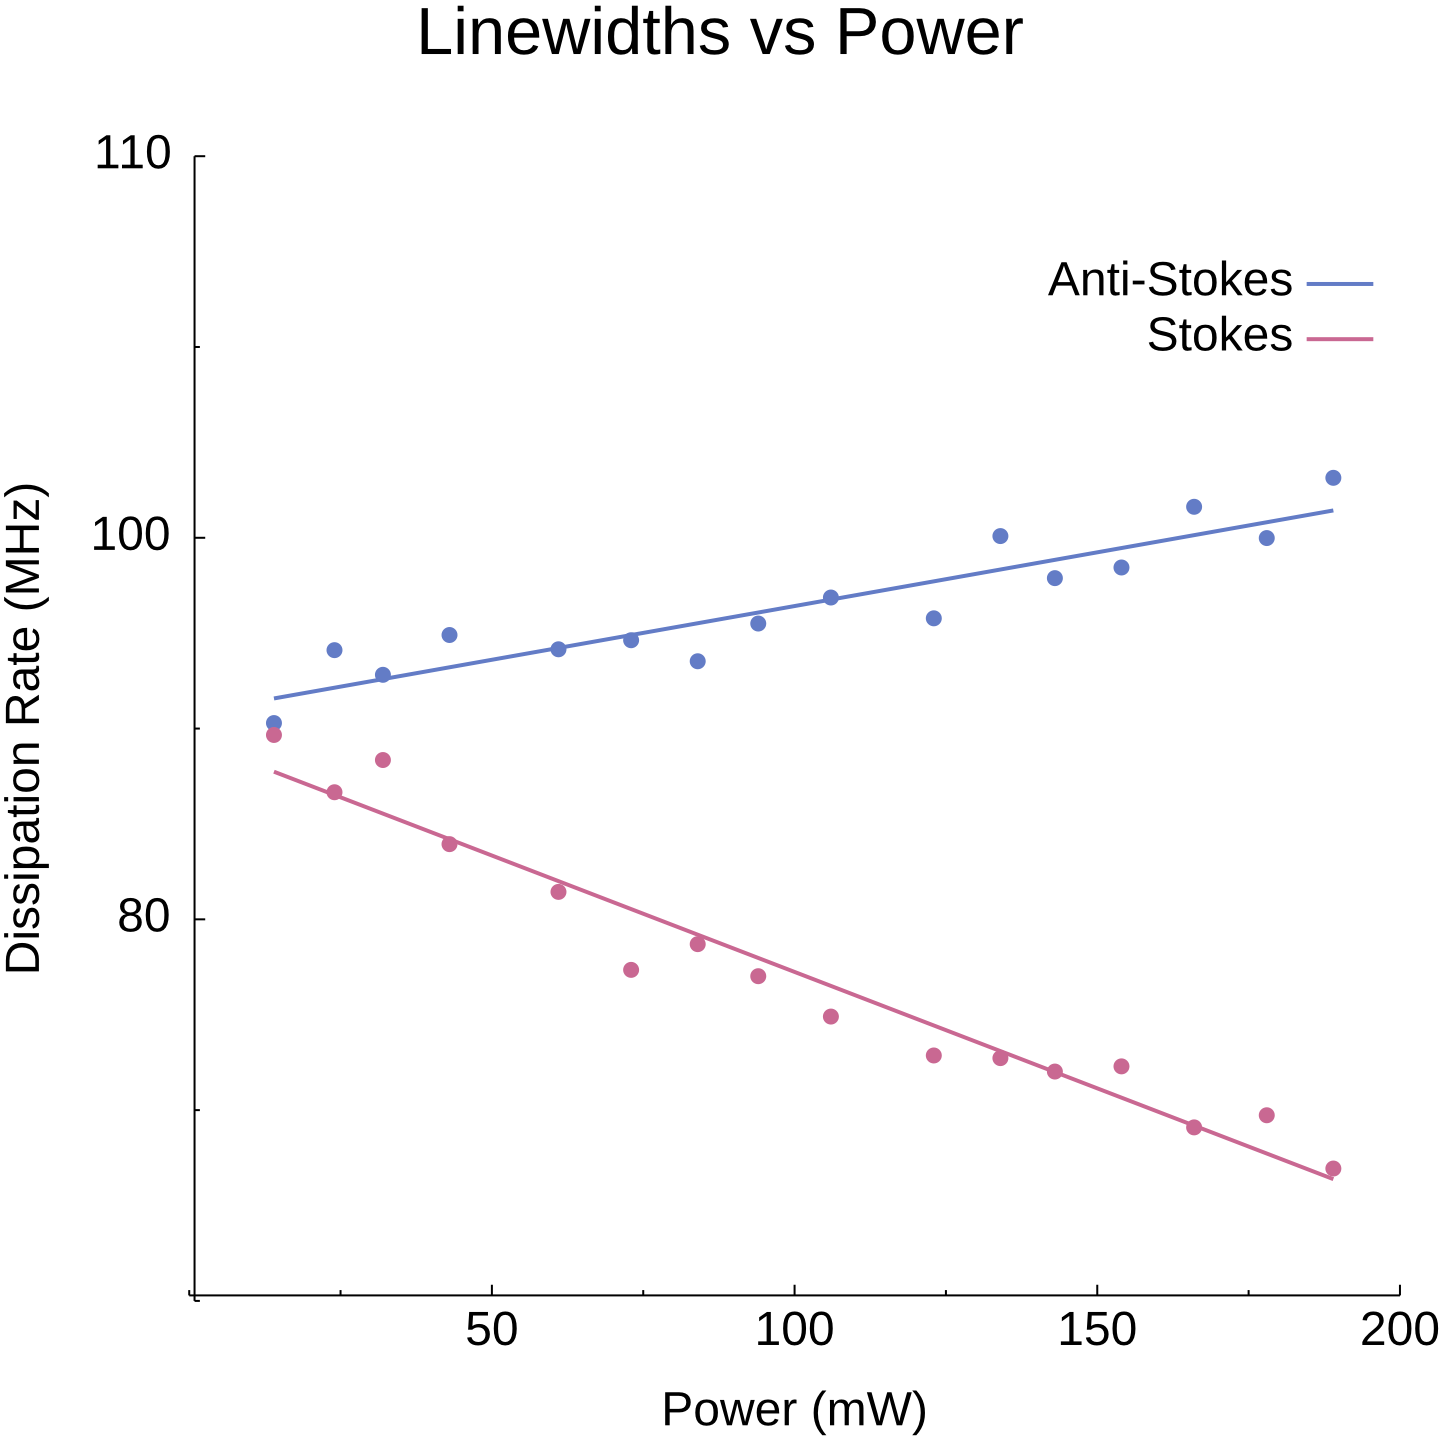 Linewidths vs Power
110
Anti-Stokes
Stokes
100
Dissipation Rate (MHz)
80
50
100
150
200
Power (mW)